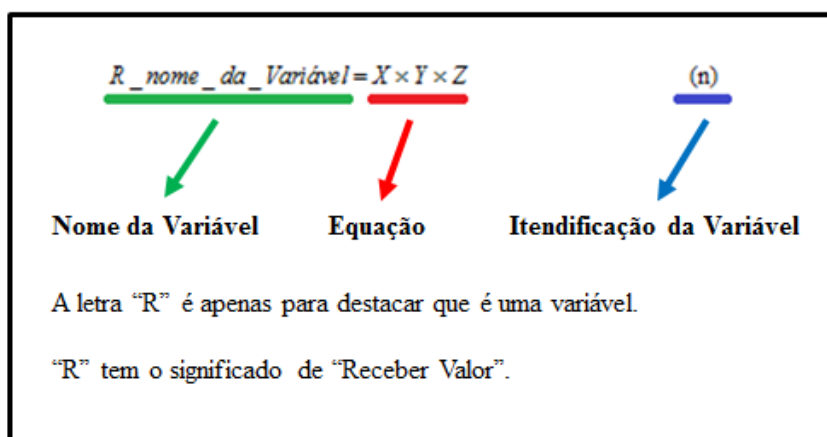 R_nome_da_Variável = X × Y × Z (n)
Nome da Variável Equação Itendificação da Variável
A letra “R” é apenas para destacar que é uma variável.
“R” tem o significado de “Receber Valor”.